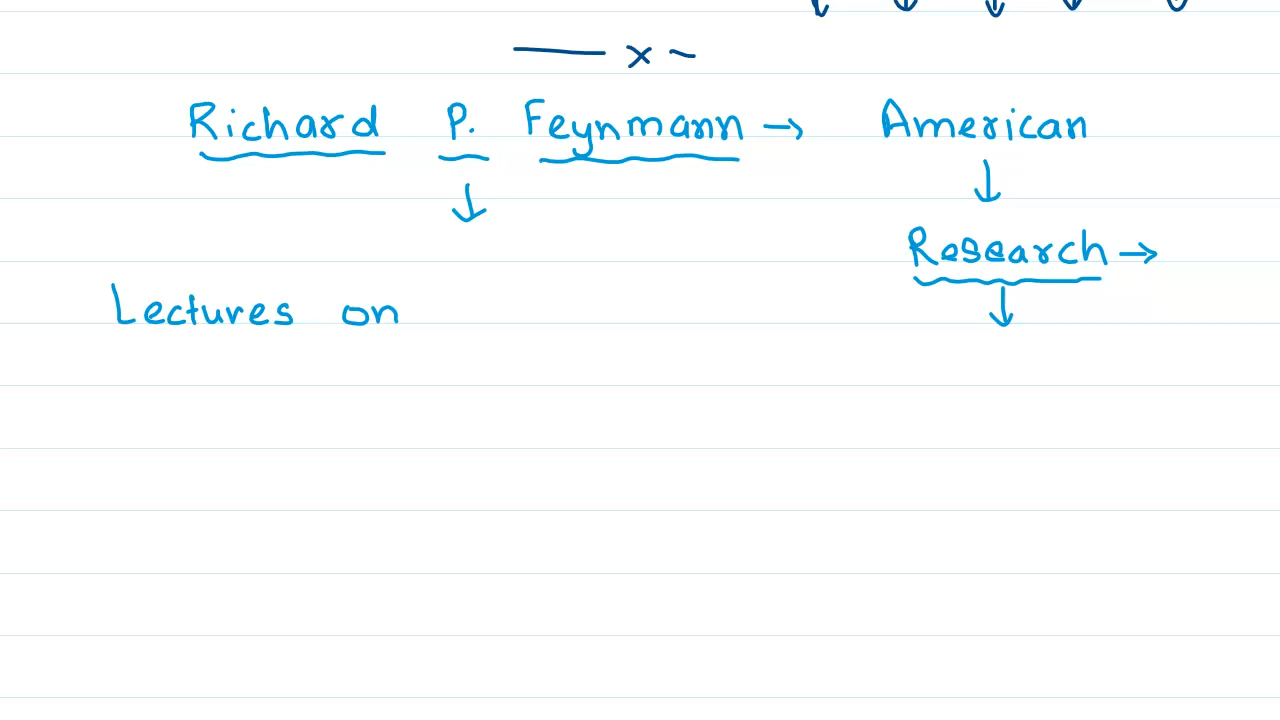 — x ~
Richard P. Feynmann → American
↓ ↓
↓ Research →
Lectures on ↓